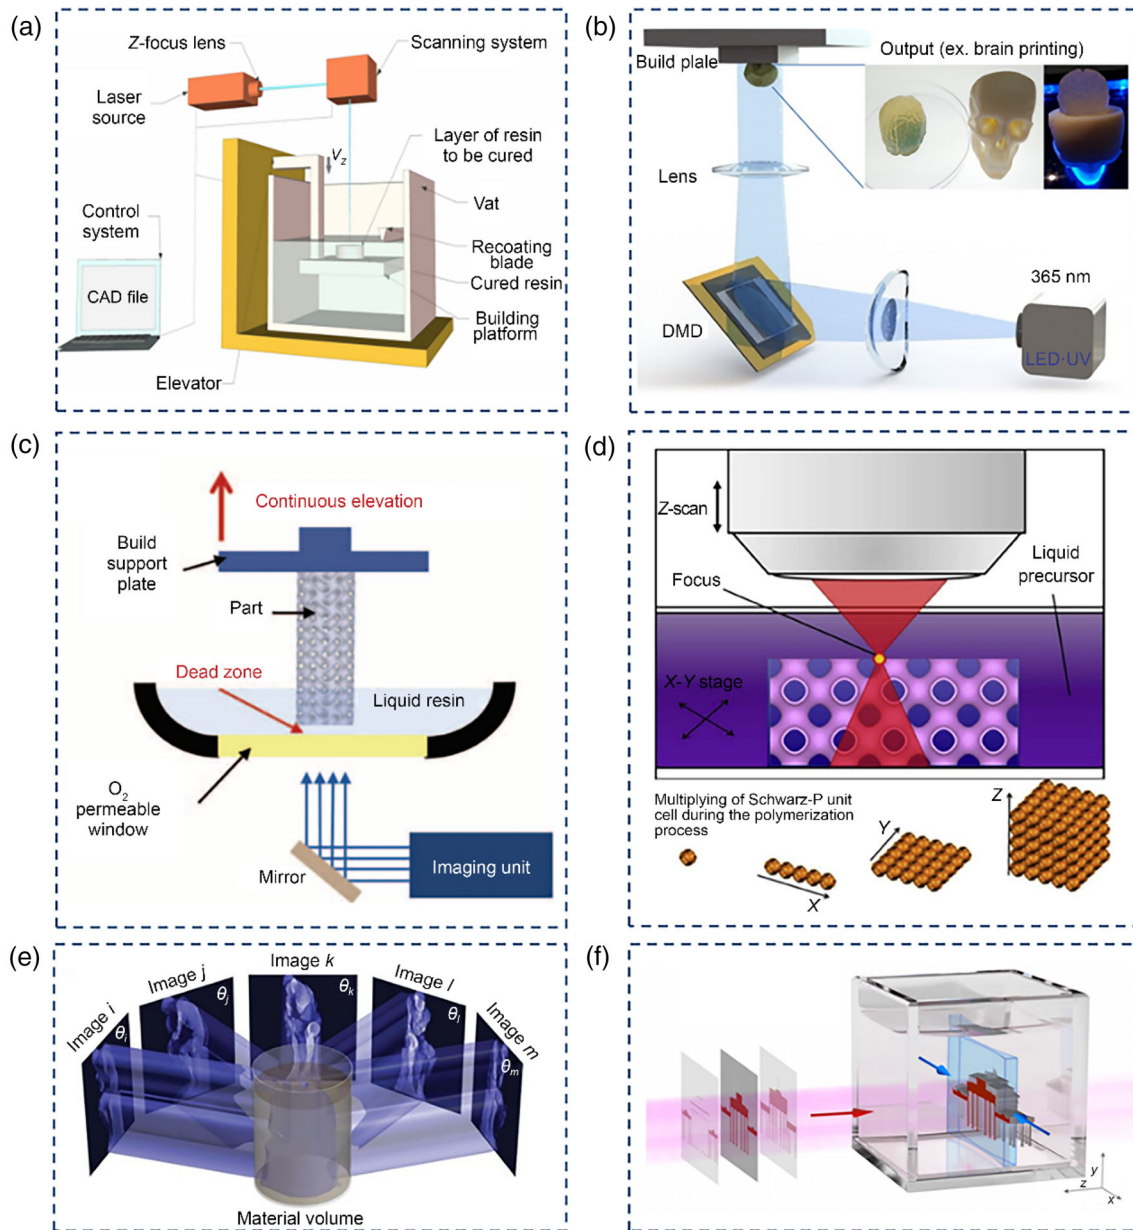 (a)
Z-focus lens
Scanning system
Laser
source
Layer of resin
to be cured
Vz
Vat
Control
system
Recoating
blade
CAD file
Cured resin
Building
platform
Elevator
(b)
Build plale
Output (ex. brain printing)
Lens
365 nm
DMD
LED·UV
(c)
Continuous elevation
Build
support
plate
Part
Dead zone
Liquid resin
O2
permeable
window
Mirror
Imaging unit
(d)
Z-scan
Liquid
precursor
Focus
X-Y stage
Multiplying of Schwarz-P unit
cell during the polymerization
process
X
Y
Z
(e)
Image i
Image j
Image k
Image l
Image m
θi
θj
θk
θl
θm
Material volume
(f)
y
z
x